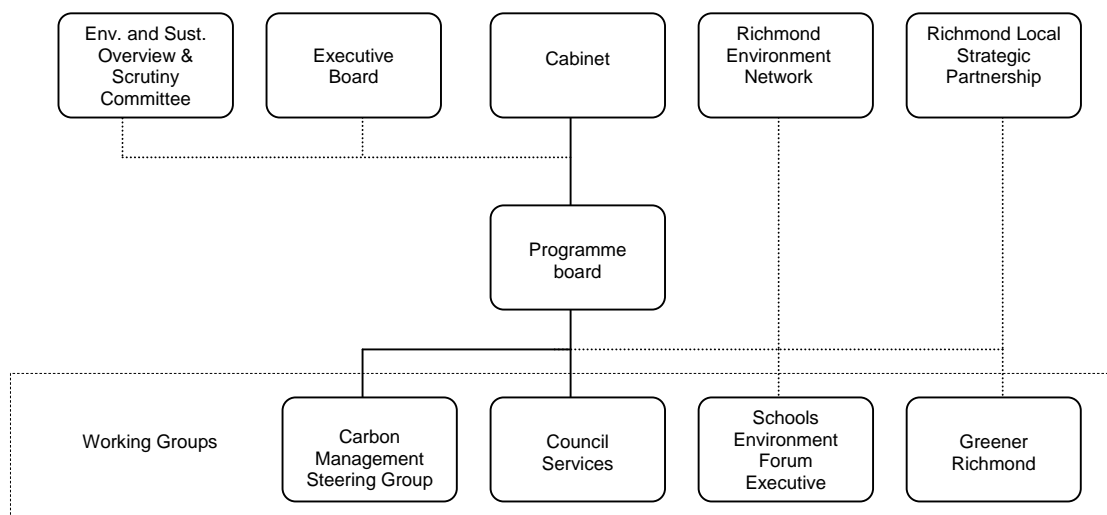 Env. and Sust.
Overview &
Scrutiny
Committee
Executive
Board
Cabinet
Richmond
Environment
Network
Richmond Local
Strategic
Partnership
Programme
board
Working Groups
Carbon
Management
Steering Group
Council
Services
Schools
Environment
Forum
Executive
Greener
Richmond